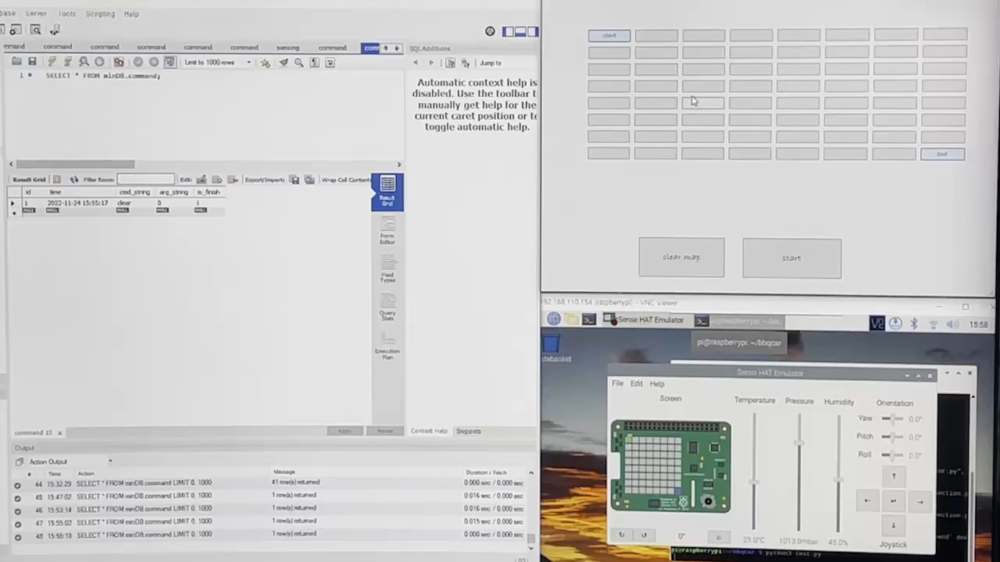 Server Tools Scripting Help
command command command command sensing command
Limit to 1000 rows
SQLAdditions
Jump to
1 SELECT * FROM minDB.command;
Automatic context help is
disabled. Use the toolbar t
manually get help for the
current caret position or to
toggle automatic help.
Result Grid Filter Rows: Edit: Export/Import: Wrap Cell Content
id time cmd_string arg_string is_finish
1 2022-11-24 15:55:17 clear 0 1
NULL NULL NULL NULL NULL
Result
Grid
Form
Editor
Field
Types
Query
Stats
Execution
Plan
command 13
Apply Revert
Context Help Snippets
Output
Action Output
# Time Action Message Duration / Fetch
44 15:32:29 SELECT * FROM minDB.command LIMIT 0, 1000 41 row(s) returned 0.000 sec / 0.000 sec
45 15:47:02 SELECT * FROM minDB.command LIMIT 0, 1000 1 row(s) returned 0.016 sec / 0.000 sec
46 15:53:14 SELECT * FROM minDB.command LIMIT 0, 1000 1 row(s) returned 0.016 sec / 0.000 sec
47 15:55:02 SELECT * FROM minDB.command LIMIT 0, 1000 1 row(s) returned 0.015 sec / 0.000 sec
48 15:55:18 SELECT * FROM minDB.command LIMIT 0, 1000 1 row(s) returned 0.000 sec / 0.000 sec
start
End
clear map
start
192.168.110.154 (raspberrypi) - VNC Viewer
Sense HAT Emulator
15:58
pi@raspberrypi: ~/bbqcar
stebasket
Sense HAT Emulator
File Edit Help
Screen
Temperature Pressure Humidity Orientation
Yaw 0.0°
Pitch 0.0°
Roll 0.0°
0°
25.0°C 1013.0mbar 45.0%
Joystick
pi@raspberrypi:~/bbqcar $ python3 test.py